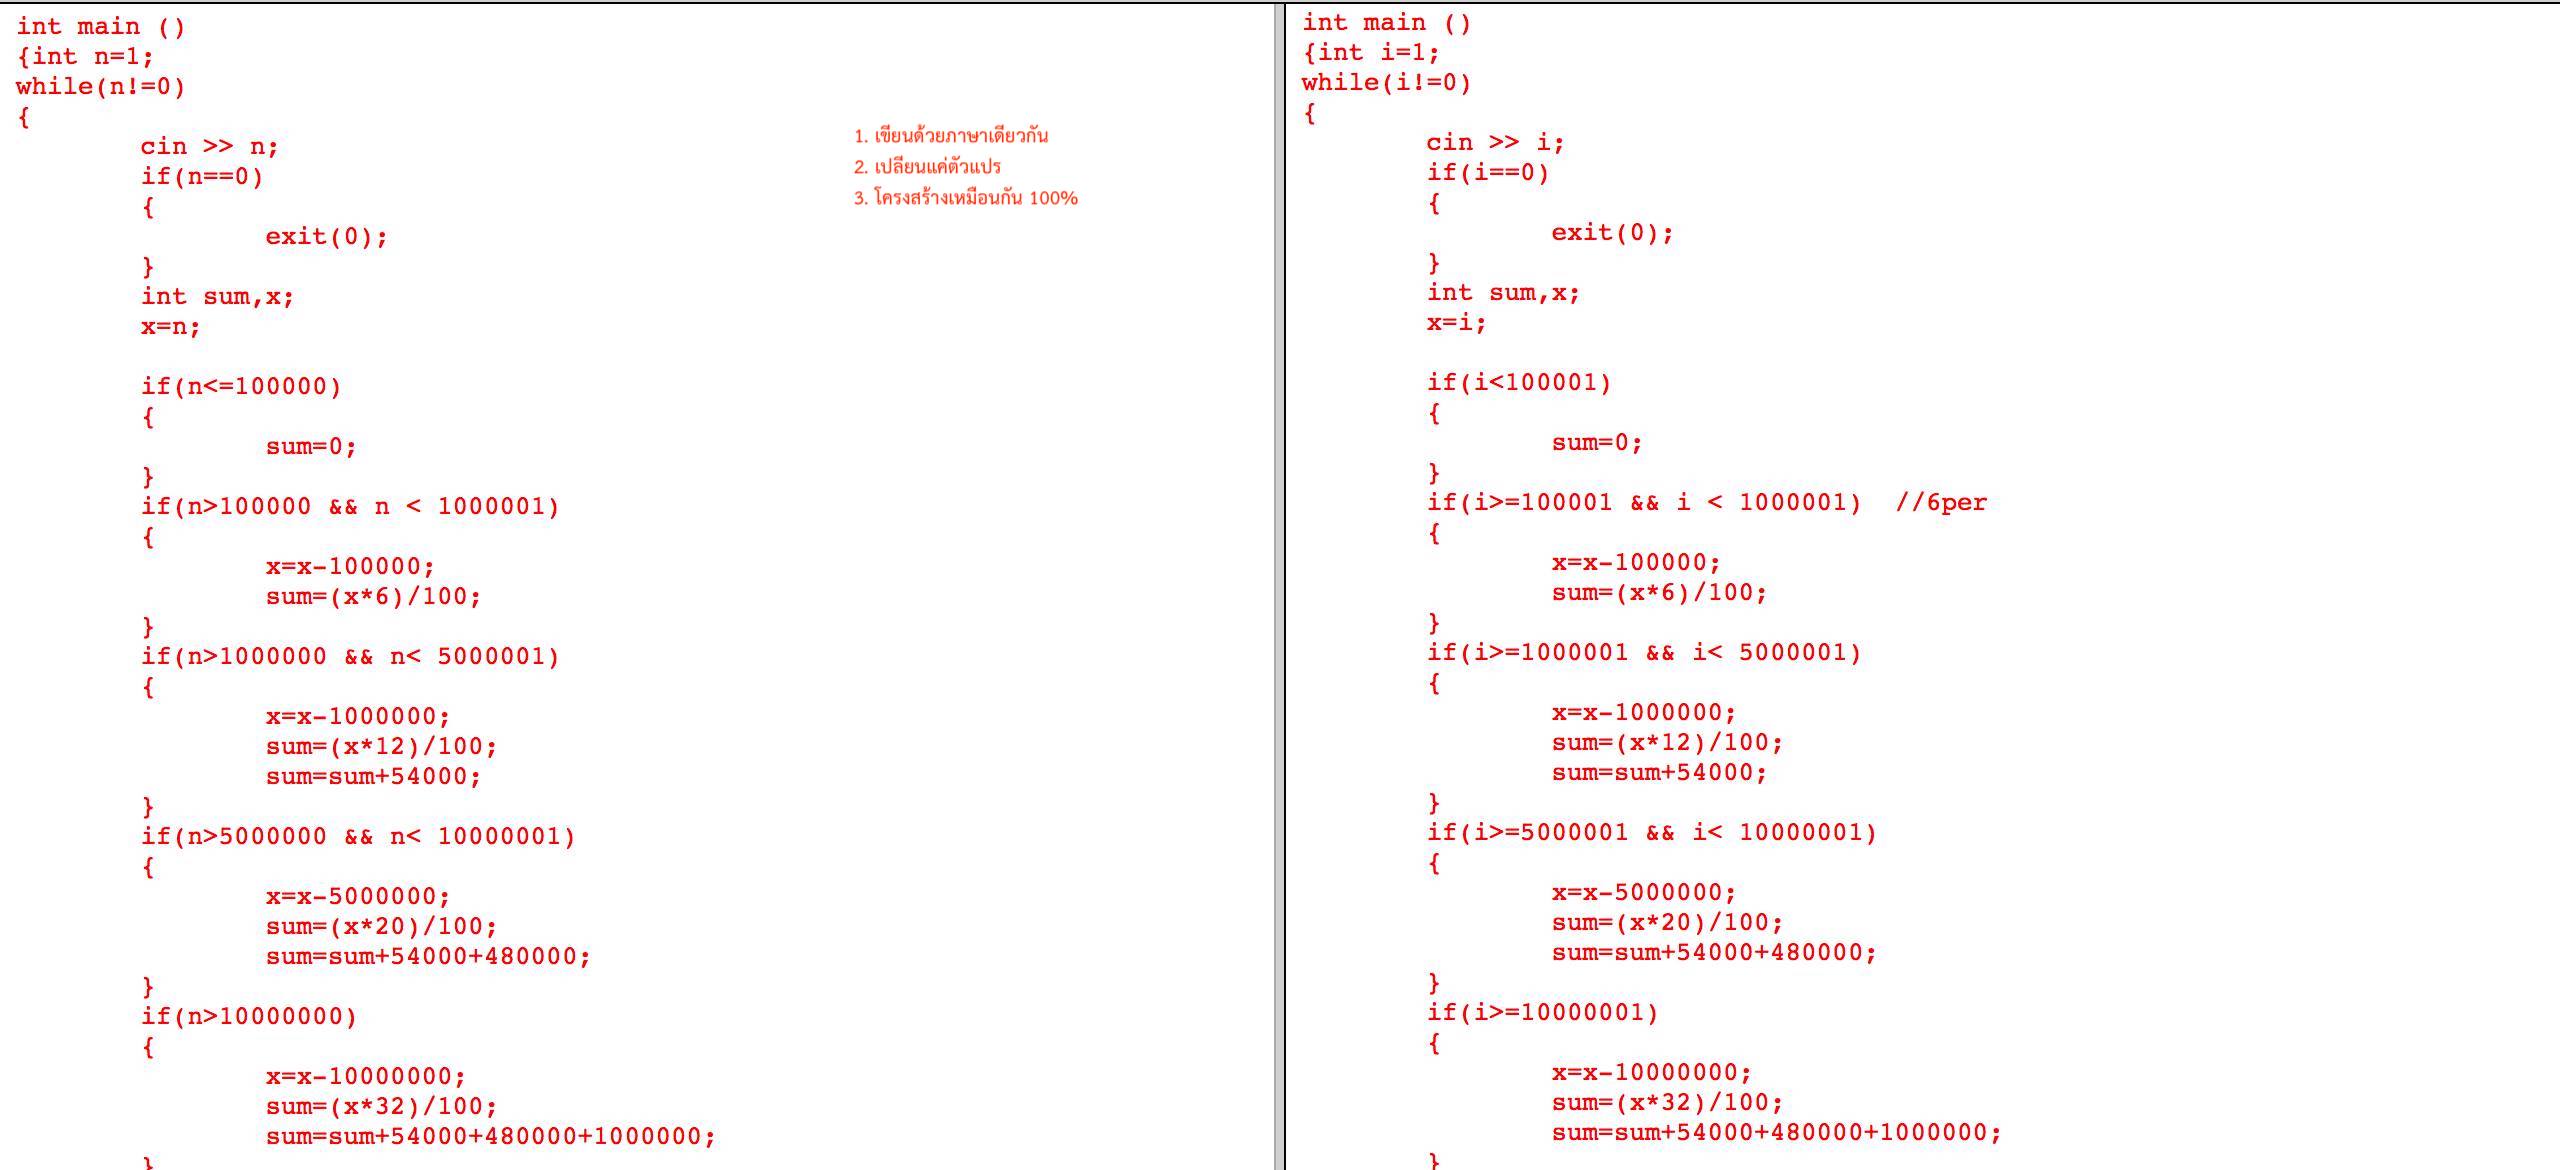 int main ()
{int n=1;
while(n!=0)
{
cin >> n;
if(n==0)
{
exit(0);
}
int sum,x;
x=n;
if(n<=100000)
{
sum=0;
}
if(n>100000 && n < 1000001)
{
x=x-100000;
sum=(x*6)/100;
}
if(n>1000000 && n< 5000001)
{
x=x-1000000;
sum=(x*12)/100;
sum=sum+54000;
}
if(n>5000000 && n< 10000001)
{
x=x-5000000;
sum=(x*20)/100;
sum=sum+54000+480000;
}
if(n>10000000)
{
x=x-10000000;
sum=(x*32)/100;
sum=sum+54000+480000+1000000;
}
1. เขียนด้วยภาษาเดียวกัน
2. เปลี่ยนแค่ตัวแปร
3. โครงสร้างเหมือนกัน 100%
int main ()
{int i=1;
while(i!=0)
{
cin >> i;
if(i==0)
{
exit(0);
}
int sum,x;
x=i;
if(i<100001)
{
sum=0;
}
if(i>=100001 && i < 1000001)  //6per
{
x=x-100000;
sum=(x*6)/100;
}
if(i>=1000001 && i< 5000001)
{
x=x-1000000;
sum=(x*12)/100;
sum=sum+54000;
}
if(i>=5000001 && i< 10000001)
{
x=x-5000000;
sum=(x*20)/100;
sum=sum+54000+480000;
}
if(i>=10000001)
{
x=x-10000000;
sum=(x*32)/100;
sum=sum+54000+480000+1000000;
}